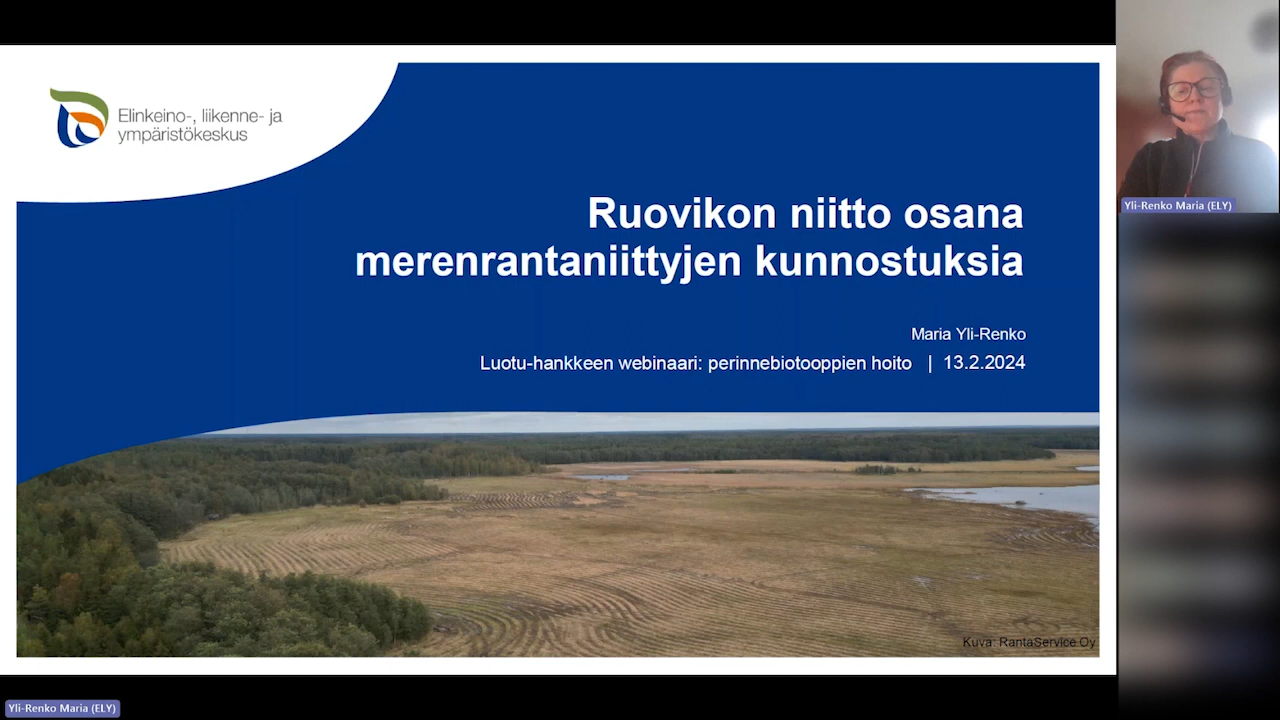 Elinkeino-, liikenne- ja
ympäristökeskus
Ruovikon niitto osana
merenrantaniittyjen kunnostuksia
Maria Yli-Renko
Luotu-hankkeen webinaari: perinnebiotooppien hoito | 13.2.2024
Kuva: RantaService Oy
Yli-Renko Maria (ELY)
Yli-Renko Maria (ELY)